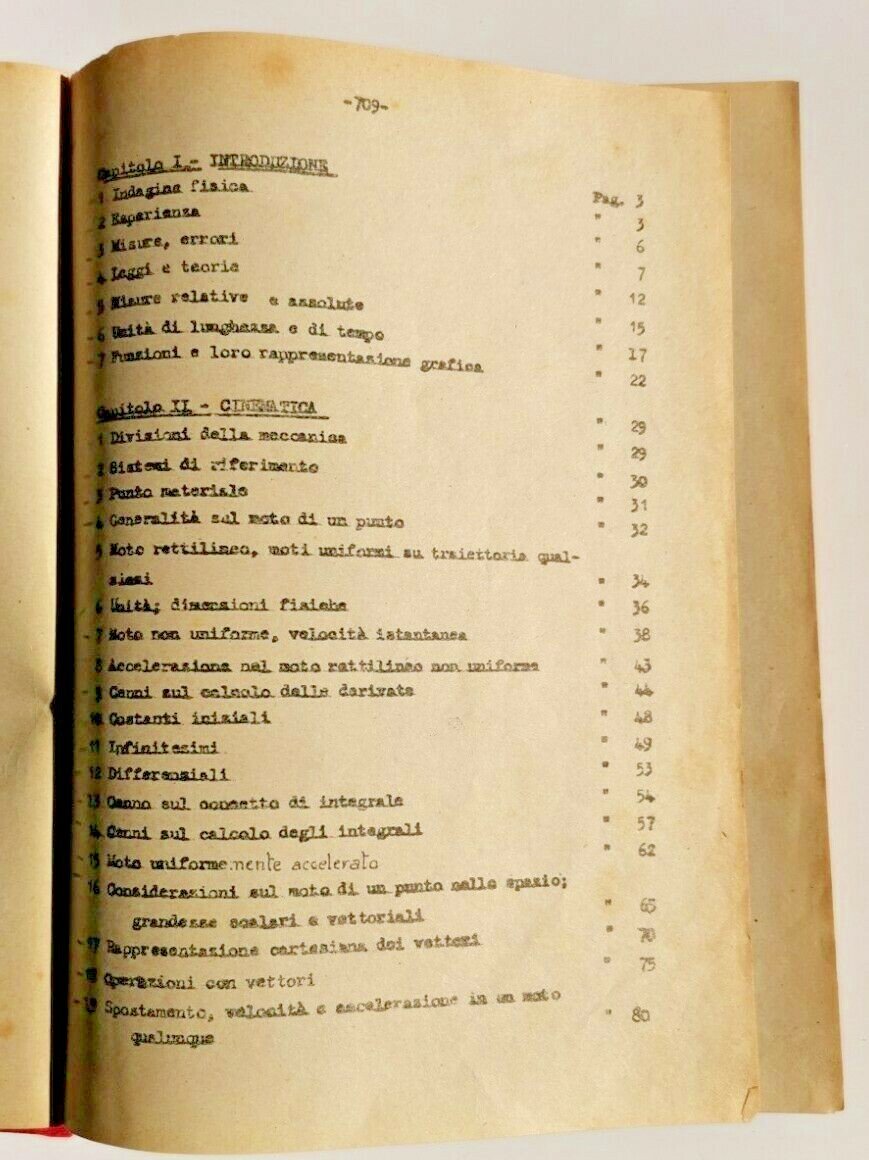 -709-
Capitolo I - INTRODUZIONE Pag. 3
1 Indagine fisica " 3
2 Esperienza " 6
3 Misure, errori " 7
4 Leggi e teorie " 12
5 Misure relative e assolute " 15
6 Unità di lunghezza e di tempo " 17
7 Funzioni e loro rappresentazione grafica " 22
Capitolo II - CINEMATICA " 29
1 Divisioni della meccanica " 29
2 Sistemi di riferimento " 30
3 Punto materiale " 31
4 Generalità sul moto di un punto " 32
5 Moto rettilineo, moti uniformi su traiettoria qual-
siasi " 34
6 Unità; dimensioni fisiche " 36
7 Moto non uniforme, velocità istantanea " 38
8 Accelerazione nel moto rettilineo non uniforme " 43
9 Cenni sul calcolo delle derivate " 44
10 Costanti iniziali " 48
11 Infinitesimi " 49
12 Differenziali " 53
13 Cenno sul concetto di integrale " 54
14 Cenni sul calcolo degli integrali " 57
15 Moto uniformemente accelerato " 62
16 Considerazioni sul moto di un punto nello spazio;
grandezze scalari e vettoriali " 65
17 Rappresentazione cartesiana dei vettori " 70
18 Operazioni con vettori " 75
19 Spostamento, velocità e accelerazione in un moto
qualunque " 80